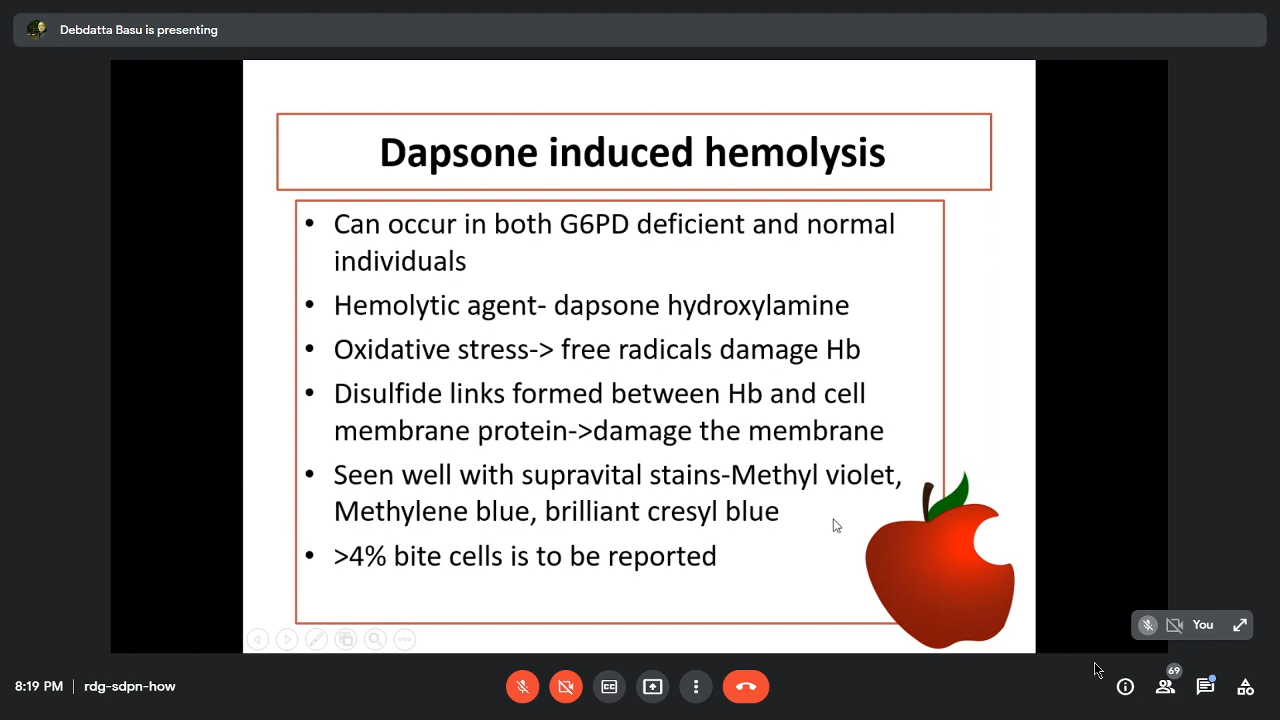 Debdatta Basu is presenting
Dapsone induced hemolysis
• Can occur in both G6PD deficient and normal
individuals
• Hemolytic agent- dapsone hydroxylamine
• Oxidative stress-> free radicals damage Hb
• Disulfide links formed between Hb and cell
membrane protein->damage the membrane
• Seen well with supravital stains-Methyl violet,
Methylene blue, brilliant cresyl blue
• >4% bite cells is to be reported
You
8:19 PM | rdg-sdpn-how
CC
69